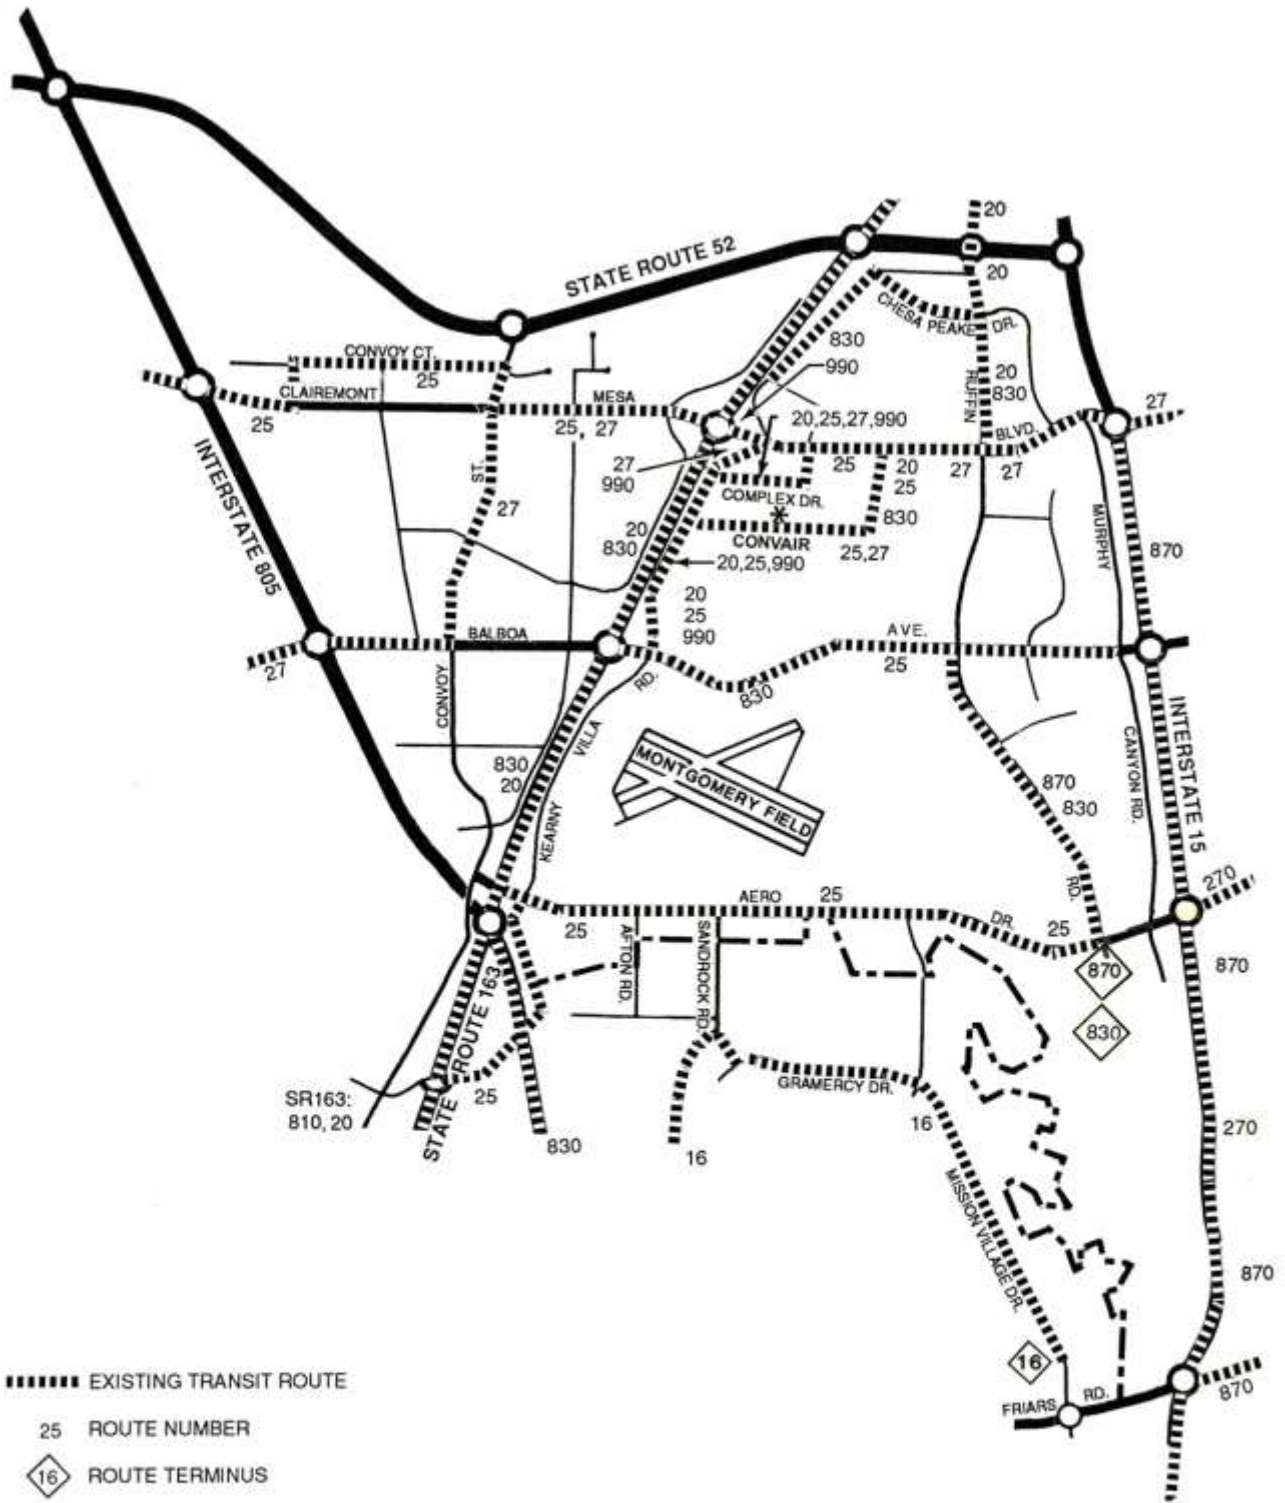 20
STATE ROUTE 52
20
CHESA PEAKE DR.
830
990
CONVOY CT.
25
CLAIREMONT
MESA
BLVD.
25
25, 27
20,25,27,990
RUFFIN
20
830
27
27
990
25
20
25
830
27
27
COMPLEX DR.
*
CONVAIR
25,27
20,25,990
ST.
27
20
830
INTERSTATE 805
MURPHY
870
20
25
990
BALBOA
AVE.
25
27
CONVOY
RD.
830
VILLA
KEARNY
830
20
MONTGOMERY FIELD
870
830
RD.
CANYON RD.
INTERSTATE 15
270
AERO
25
DR.
25
25
AFTON RD.
SANDROCK RD.
870
870
830
STATE ROUTE 163
SR163:
810, 20
25
830
GRAMERCY DR.
16
16
270
MISSION VILLAGE DR.
870
16
FRIARS
RD.
870
EXISTING TRANSIT ROUTE
25 ROUTE NUMBER
16 ROUTE TERMINUS